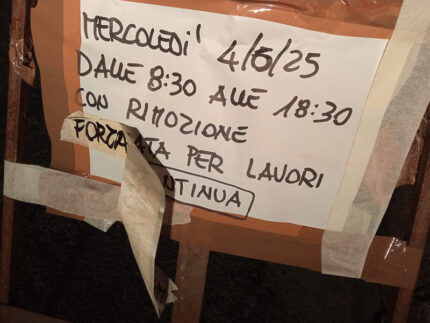 MERCOLEDI' 4/6/25
DALLE 8:30 ALLE 18:30
CON RIMOZIONE
FORZATA PER LAVORI